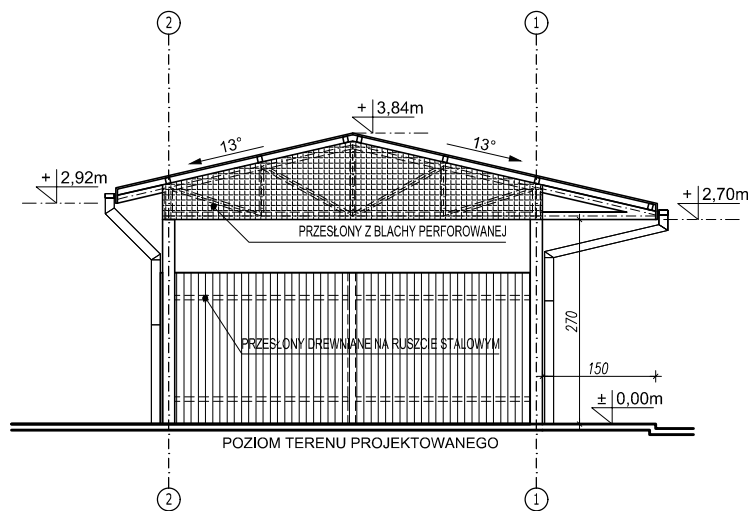 2
1
+ 3,84m
13°
13°
+ 2,92m
+ 2,70m
PRZESŁONY Z BLACHY PERFOROWANEJ
270
PRZESŁONY DREWNIANE NA RUSZCIE STALOWYM
150
± 0,00m
POZIOM TERENU PROJEKTOWANEGO
2
1